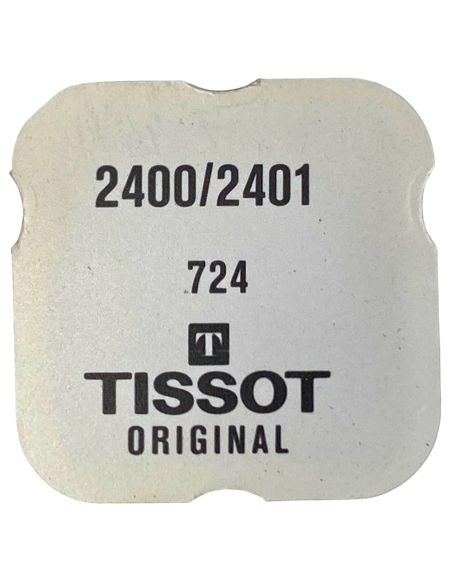 2400/2401
724
T
TISSOT
ORIGINAL